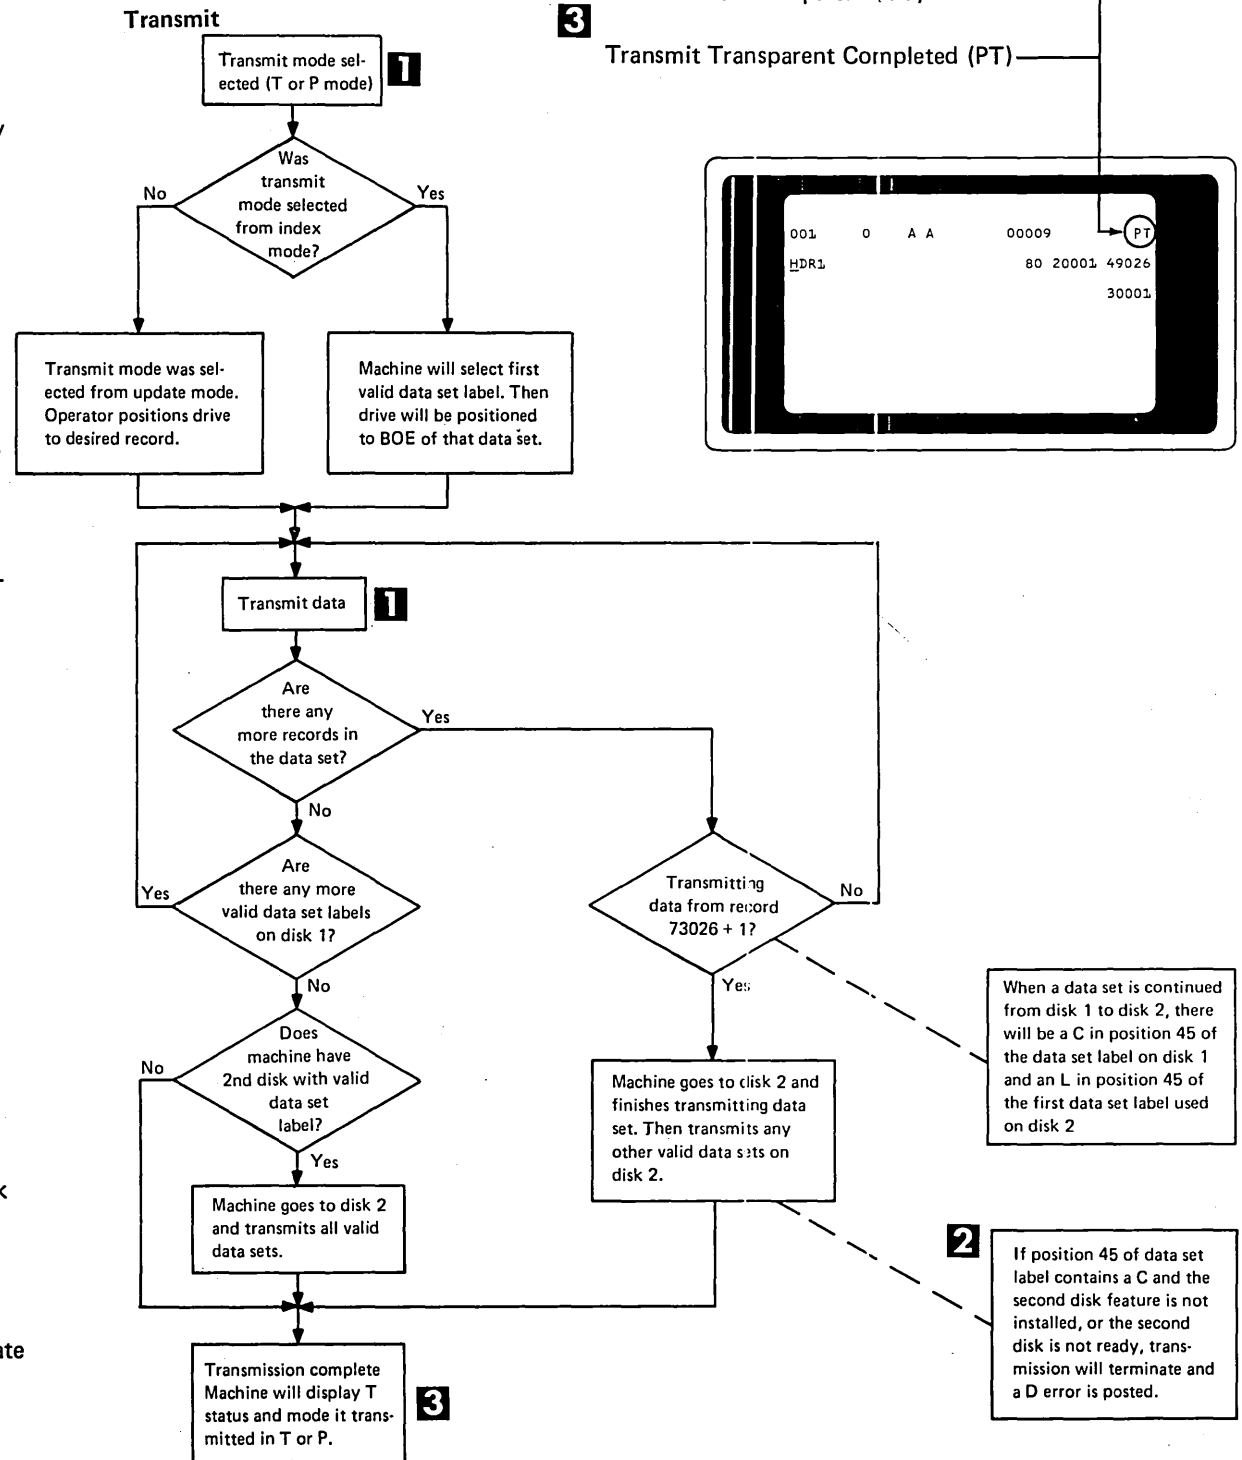 Transmit
Transmit mode sel-
ected (T or P mode)
1
Was
transmit
mode selected
from index
mode?
No
Yes
Transmit mode was sel-
ected from update mode.
Operator positions drive
to desired record.
Machine will select first
valid data set label. Then
drive will be positioned
to BOE of that data set.
Transmit data
1
Are
there any
more records in
the data set?
Yes
No
Are
there any more
valid data set labels
on disk 1?
Yes
No
Transmitting
data from record
73026 + 1?
No
Yes
When a data set is continued
from disk 1 to disk 2, there
will be a C in position 45 of
the data set label on disk 1
and an L in position 45 of
the first data set label used
on disk 2
Does
machine have
2nd disk with valid
data set
label?
No
Yes
Machine goes to disk 2 and
finishes transmitting data
set. Then transmits any
other valid data sets on
disk 2.
Machine goes to disk 2
and transmits all valid
data sets.
2
If position 45 of data set
label contains a C and the
second disk feature is not
installed, or the second
disk is not ready, trans-
mission will terminate and
a D error is posted.
Transmission complete
Machine will display T
status and mode it trans-
mitted in T or P.
3
3
Transmit Transparent Completed (PT)
001 0 A A 00009 PT
HDR1 80 20001 49026
30001